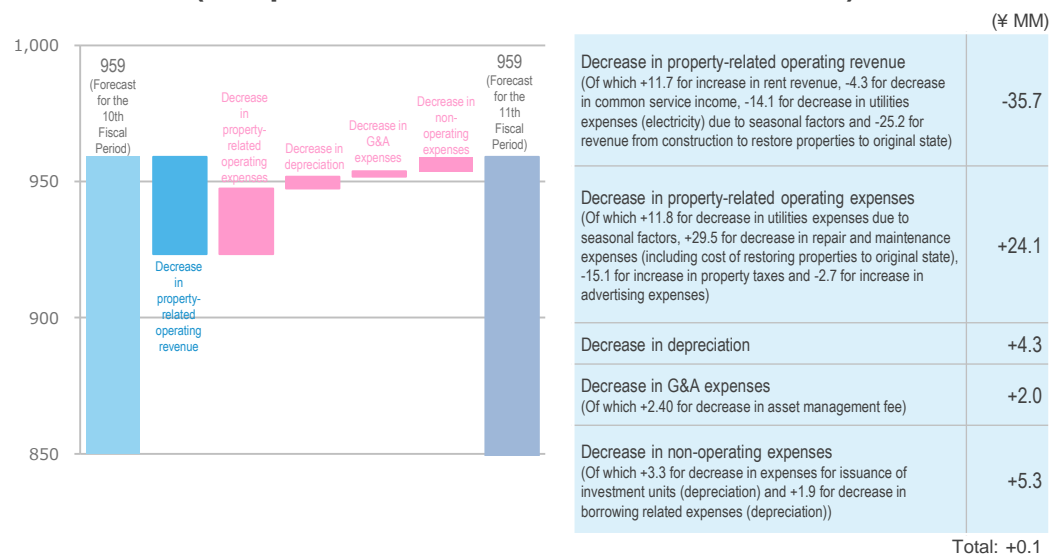 (¥ MM)
1,000
950
900
850
959
(Forecast
for the
10th
Fiscal
Period)
Decrease
in
property-
related
operating
revenue
Decrease
in
property-
related
operating
expenses
Decrease in
depreciation
Decrease in
G&A
expenses
Decrease in
non-
operating
expenses
959
(Forecast
for the
11th
Fiscal
Period)
Decrease in property-related operating revenue
(Of which +11.7 for increase in rent revenue, -4.3 for decrease
in common service income, -14.1 for decrease in utilities
expenses (electricity) due to seasonal factors and -25.2 for
revenue from construction to restore properties to original state)
-35.7
Decrease in property-related operating expenses
(Of which +11.8 for decrease in utilities expenses due to
seasonal factors, +29.5 for decrease in repair and maintenance
expenses (including cost of restoring properties to original state),
-15.1 for increase in property taxes and -2.7 for increase in
advertising expenses)
+24.1
Decrease in depreciation
+4.3
Decrease in G&A expenses
(Of which +2.40 for decrease in asset management fee)
+2.0
Decrease in non-operating expenses
(Of which +3.3 for decrease in expenses for issuance of
investment units (depreciation) and +1.9 for decrease in
borrowing related expenses (depreciation))
+5.3
Total: +0.1